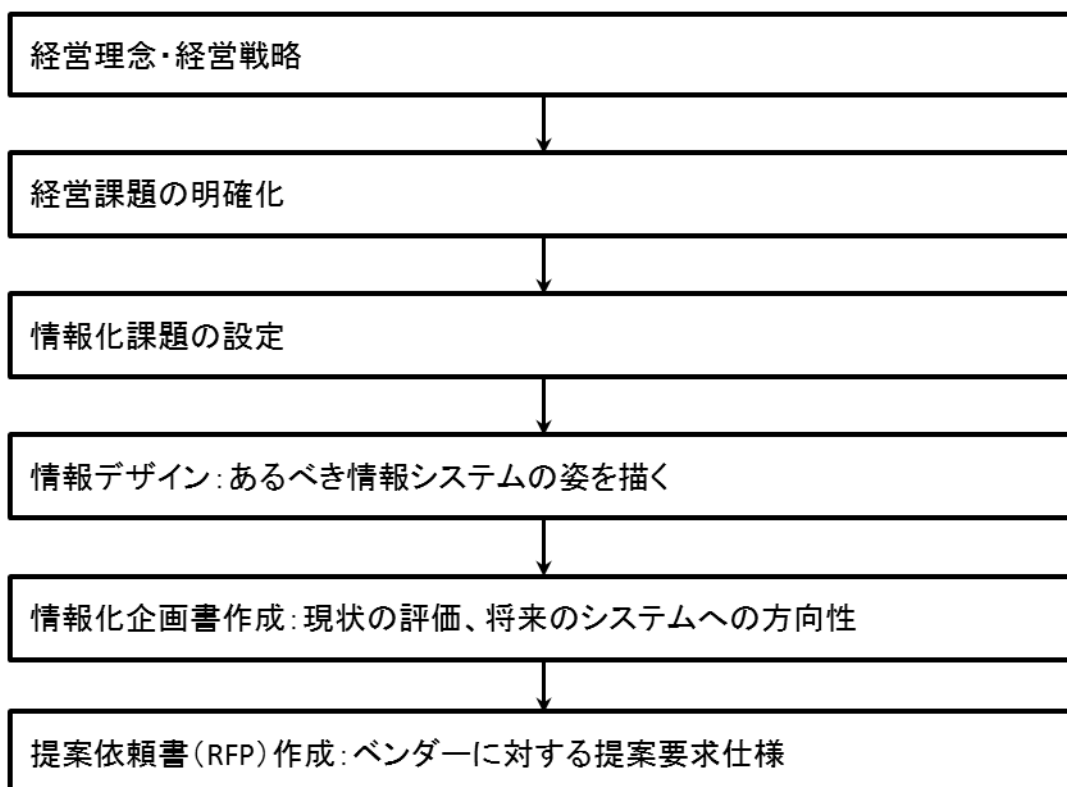 経営理念・経営戦略
経営課題の明確化
情報化課題の設定
情報デザイン：あるべき情報システムの姿を描く
情報化企画書作成：現状の評価、将来のシステムへの方向性
提案依頼書（RFP）作成：ベンダーに対する提案要求仕様